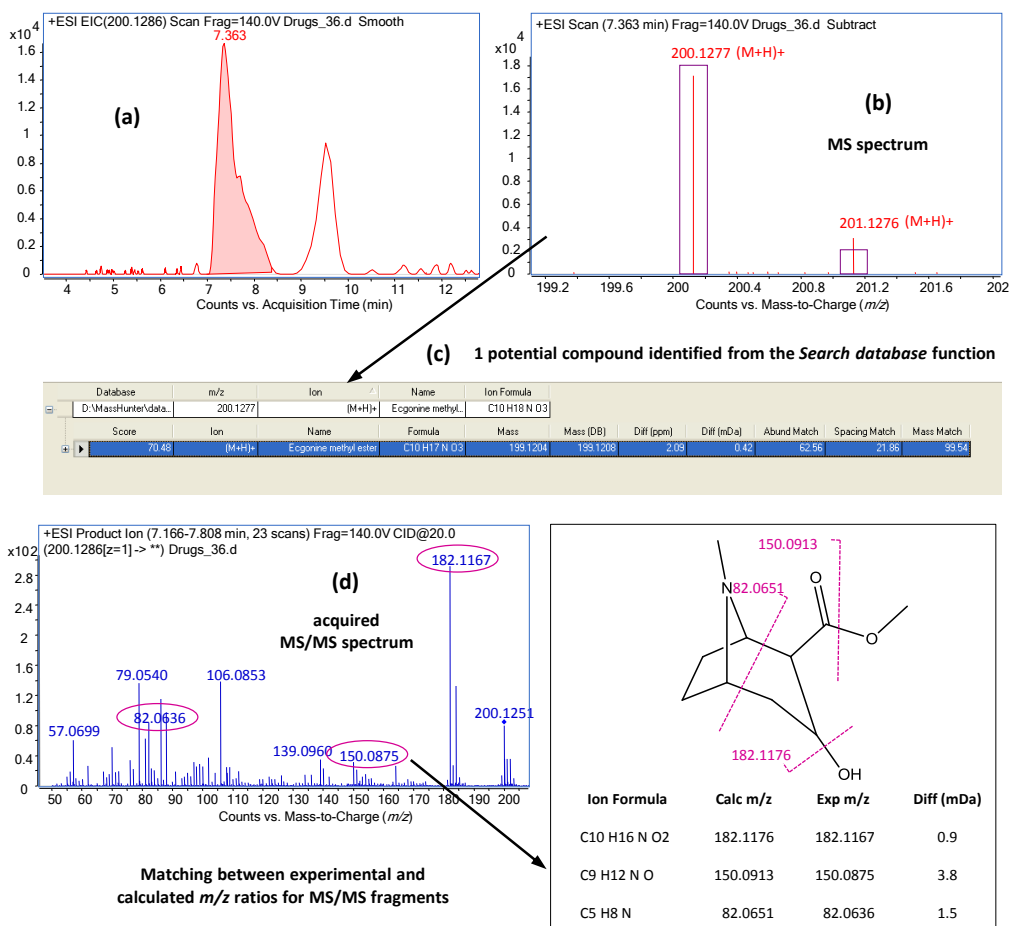 +ESI EIC(200.1286) Scan Frag=140.0V Drugs_36.d Smooth
x10^4
7.363
1.6
1.4
1.2
1
0.8
0.6
0.4
0.2
0
(a)
4 5 6 7 8 9 10 11 12
Counts vs. Acquisition Time (min)
+ESI Scan (7.363 min) Frag=140.0V Drugs_36.d Subtract
x10^4
200.1277 (M+H)+
1.8
1.6
1.4
1.2
1
0.8
0.6
0.4
0.2
0
(b)
MS spectrum
201.1276 (M+H)+
199.2 199.6 200 200.4 200.8 201.2 201.6 202
Counts vs. Mass-to-Charge (m/z)
(c) 1 potential compound identified from the Search database function
Database m/z Ion Name Ion Formula
D:\MassHunter\data.. 200.1277 (M+H)+ Ecgonine methyl.. C10 H18 N O3
Score Ion Name Formula Mass Mass (DB) Diff (ppm) Diff (mDa) Abund Match Spacing Match Mass Match
70.48 (M+H)+ Ecgonine methyl ester C10 H17 N O3 199.1204 199.1208 2.09 0.42 62.56 21.86 99.54
+ESI Product Ion (7.166-7.808 min, 23 scans) Frag=140.0V CID@20.0
(200.1286[z=1] -> **) Drugs_36.d
x102
2.8
2.4
2
1.6
1.2
0.8
0.4
0
(d)
acquired
MS/MS spectrum
182.1167
79.0540
106.0853
82.0636
57.0699
139.0960
150.0875
200.1251
50 60 70 80 90 100 110 120 130 140 150 160 170 180 190 200
Counts vs. Mass-to-Charge (m/z)
Matching between experimental and
calculated m/z ratios for MS/MS fragments
150.0913
82.0651
N
O
O
182.1176
OH
Ion Formula Calc m/z Exp m/z Diff (mDa)
C10 H16 N O2 182.1176 182.1167 0.9
C9 H12 N O 150.0913 150.0875 3.8
C5 H8 N 82.0651 82.0636 1.5